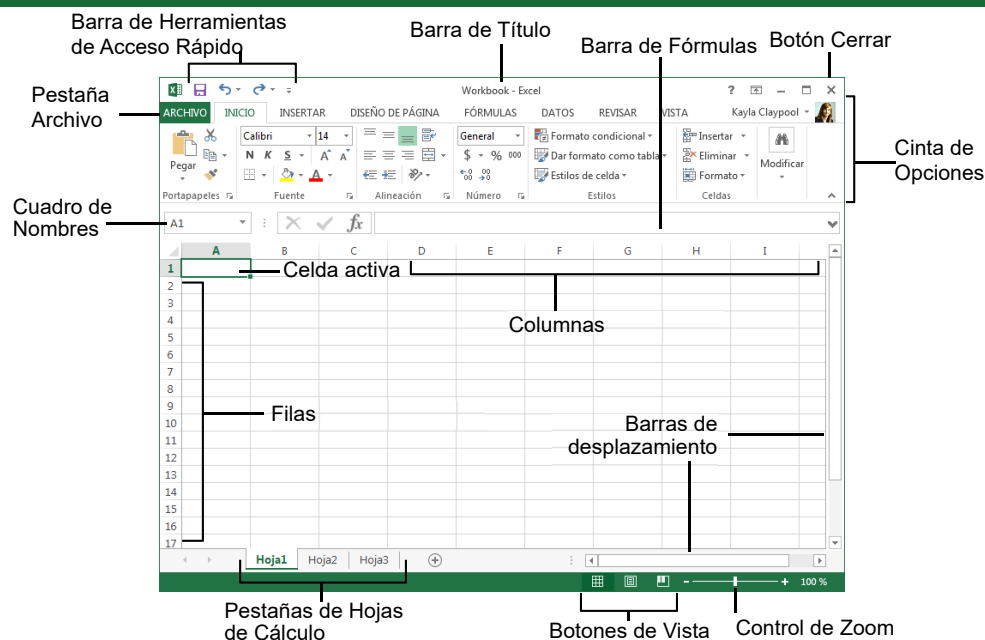 Barra de Herramientas
de Acceso Rápido
Barra de Título
Barra de Fórmulas
Botón Cerrar
Pestaña
Archivo
Workbook - Excel
?
ARCHIVO INICIO INSERTAR DISEÑO DE PÁGINA FÓRMULAS DATOS REVISAR VISTA Kayla Claypool
Calibri 14 General Formato condicional Insertar
Pegar N K S A A $ % 000 Dar formato como tabla Eliminar Modificar
A Estilos de celda Formato
Portapapeles Fuente Alineación Número Estilos Celdas
Cinta de
Opciones
Cuadro de
Nombres
A1 fx
A B C D E F G H I
1
Celda activa
2
3
4
Columnas
5
6
7
8
9
Filas
10
Barras de
desplazamiento
11
12
13
14
15
16
17
Hoja1 Hoja2 Hoja3
100 %
Pestañas de Hojas
de Cálculo
Botones de Vista
Control de Zoom